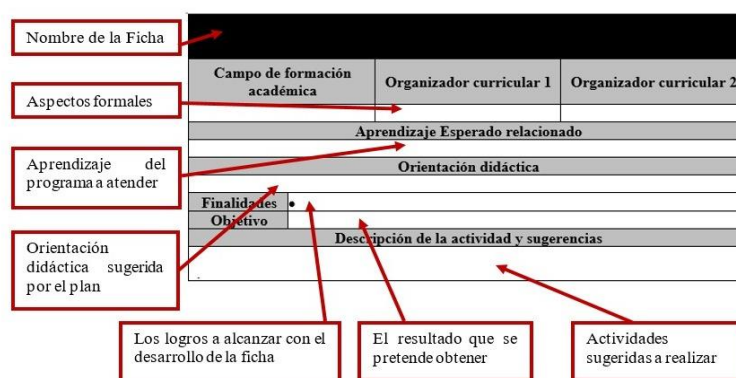 Nombre de la Ficha
Campo de formación
académica
Organizador curricular 1
Organizador curricular 2
Aspectos formales
Aprendizaje Esperado relacionado
Aprendizaje del
programa a atender
Orientación didáctica
Finalidades
Objetivo
Descripción de la actividad y sugerencias
Orientación
didáctica sugerida
por el plan
Los logros a alcanzar con el
desarrollo de la ficha
El resultado que se
pretende obtener
Actividades
sugeridas a realizar